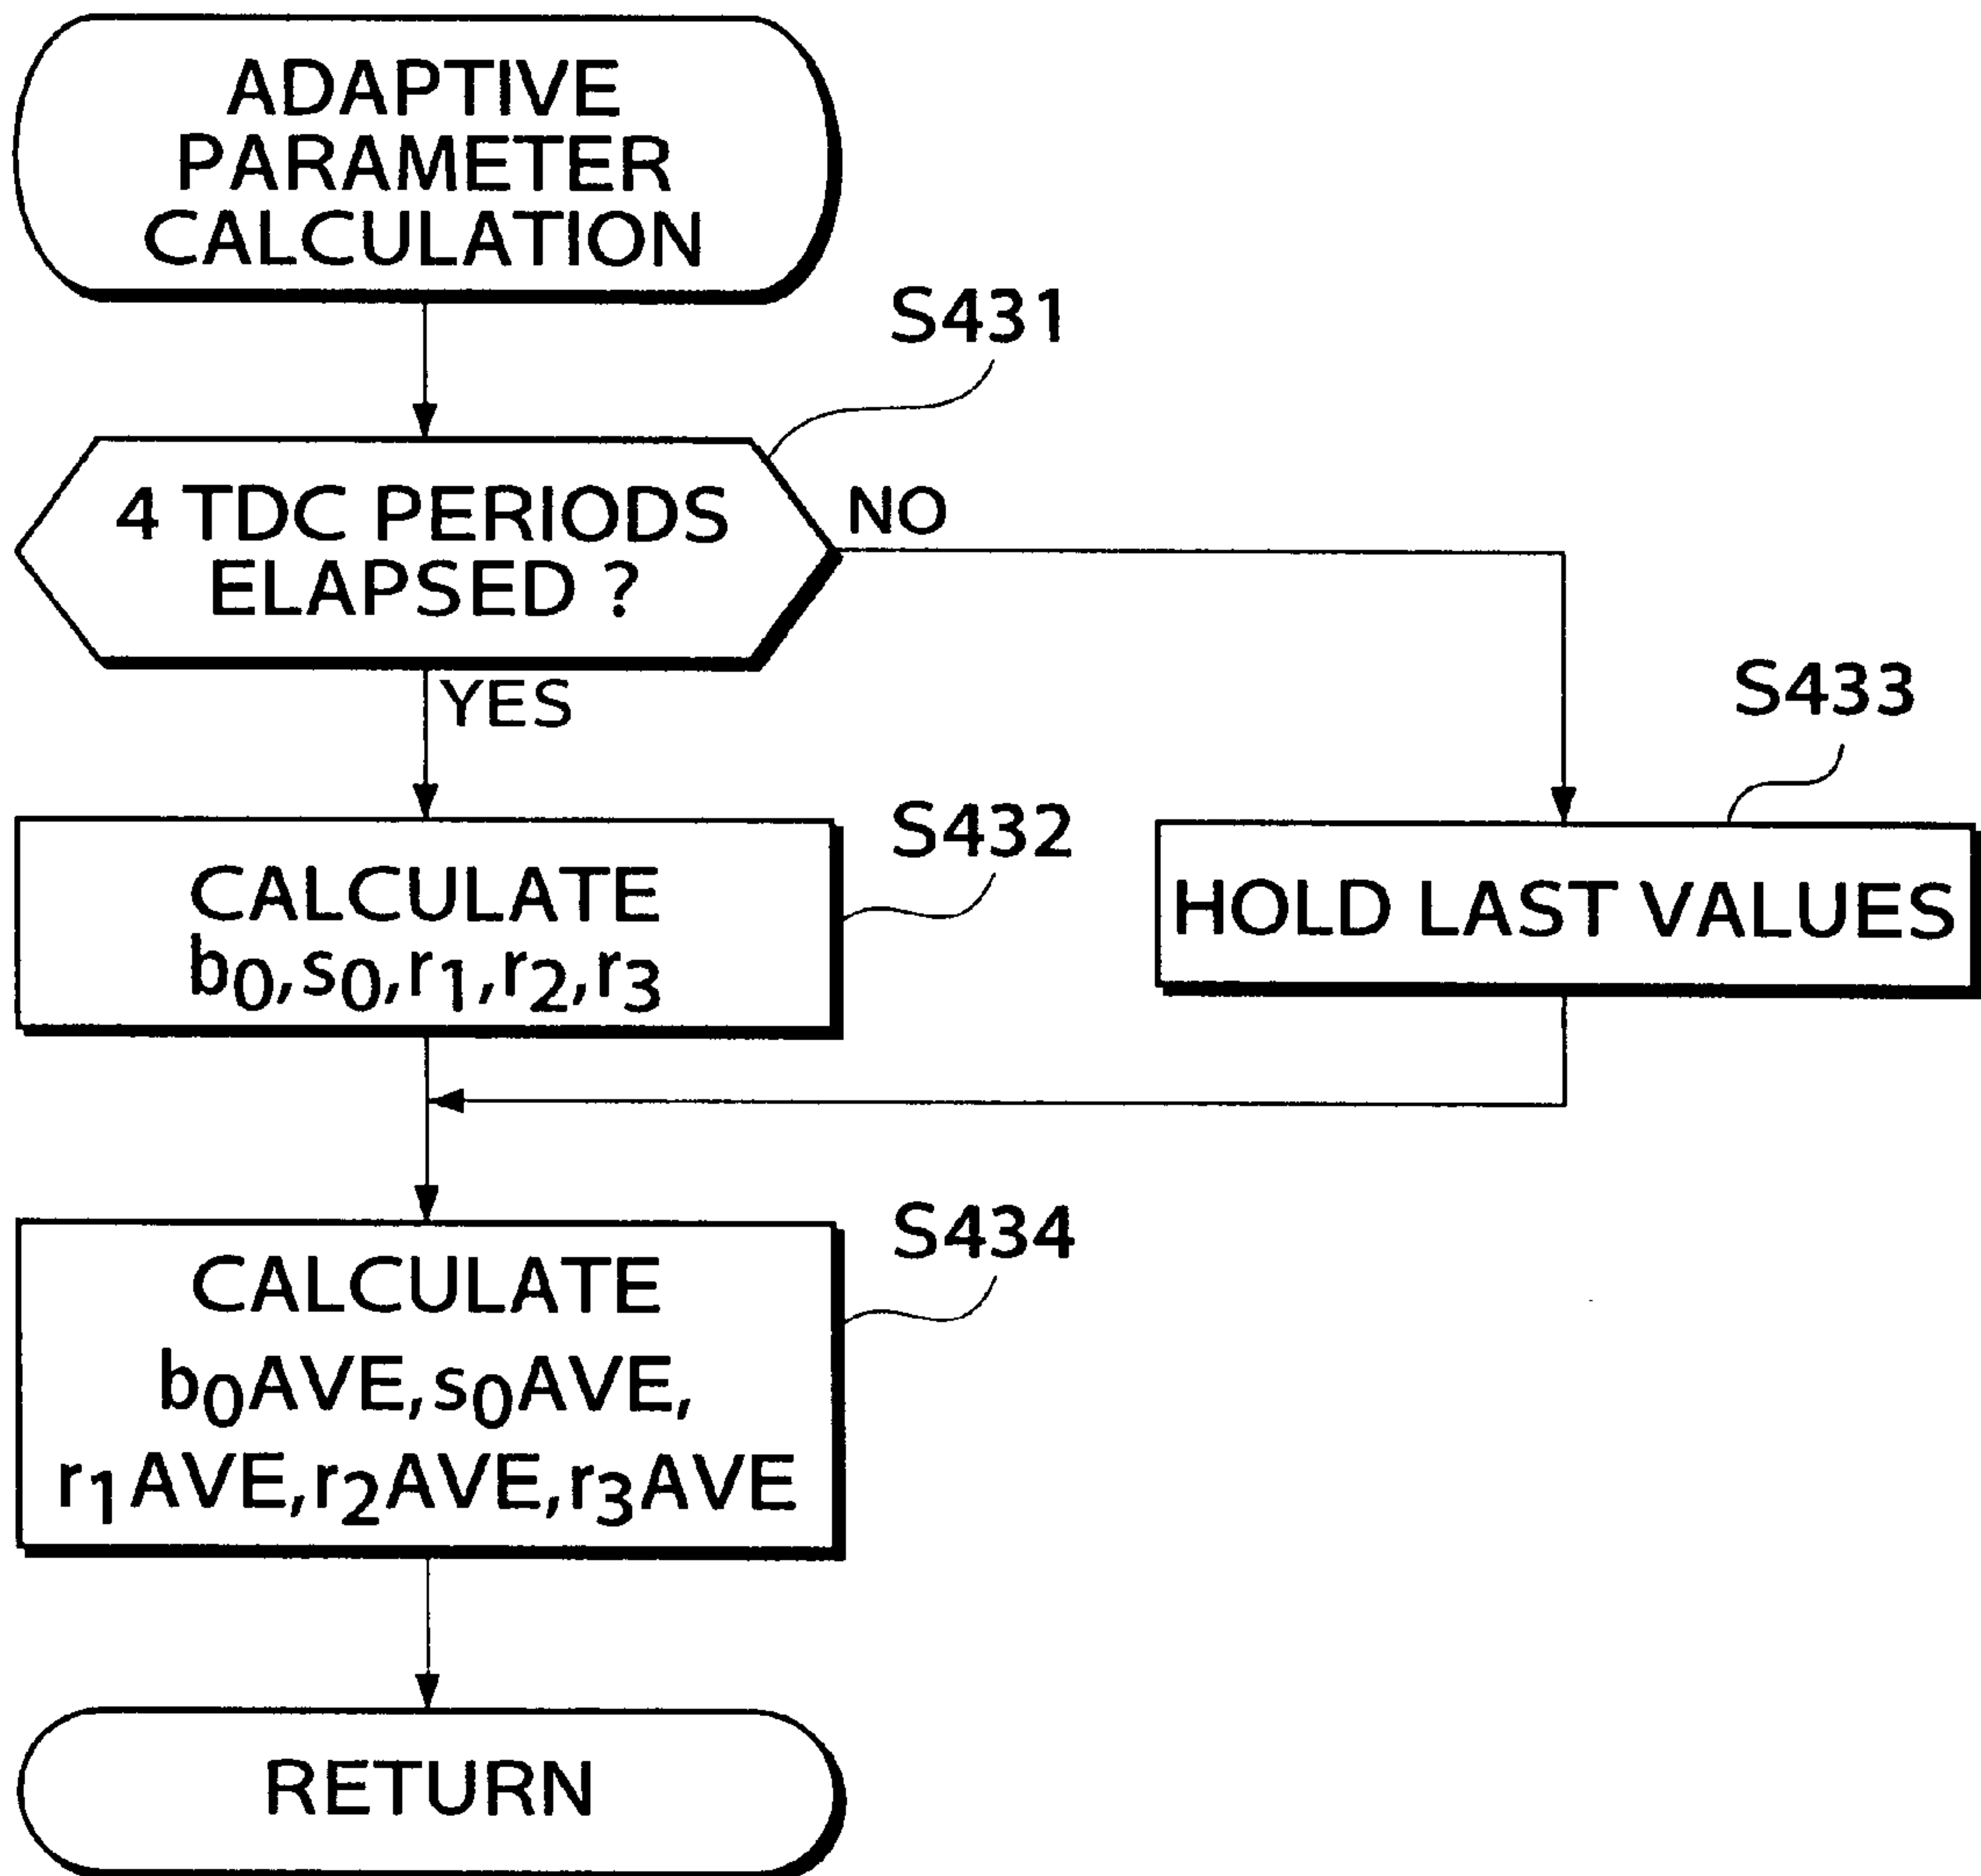 ADAPTIVE
PARAMETER
CALCULATION
S431
4 TDC PERIODS
ELAPSED ?
NO
YES
S433
S432
CALCULATE
b0,s0,r1,r2,r3
HOLD LAST VALUES
S434
CALCULATE
b0AVE,s0AVE,
r1AVE,r2AVE,r3AVE
RETURN